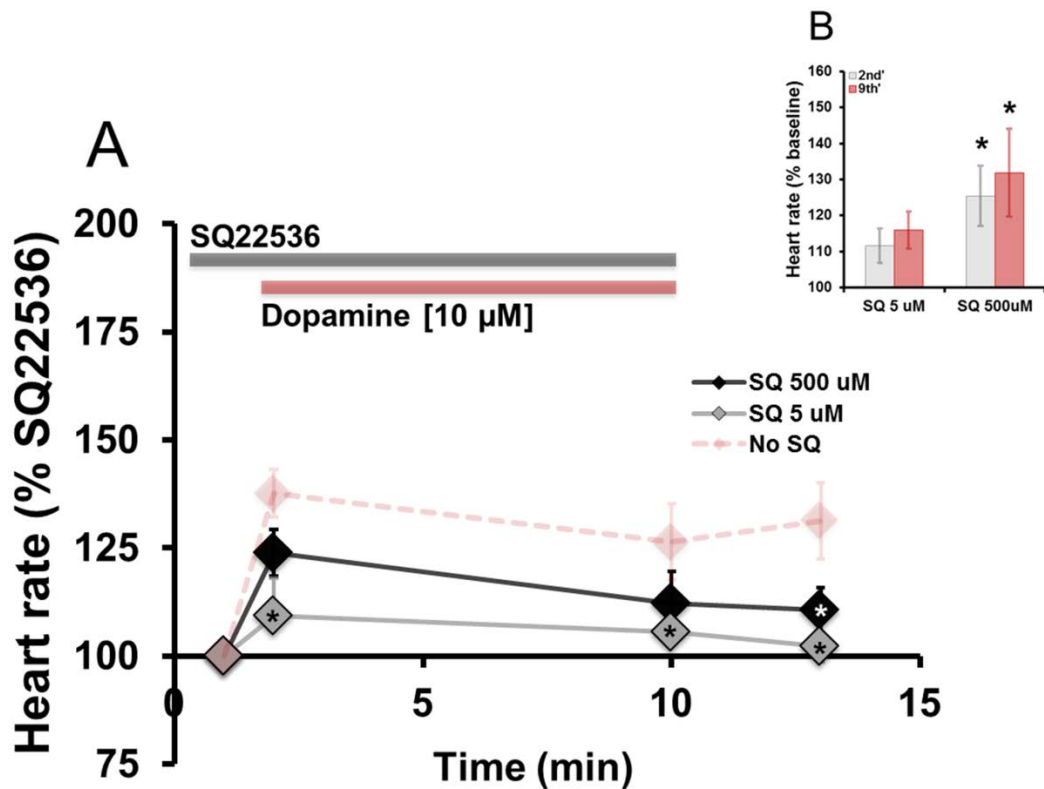 B
2nd'
9th'
160
150
140
130
120
110
100
Heart rate (% baseline)
* *
SQ 5 uM SQ 500uM
A
200
175
150
125
100
75
Heart rate (% SQ22536)
SQ22536
Dopamine [10 µM]
SQ 500 uM
SQ 5 uM
No SQ
* * * *
0 5 10 15
Time (min)